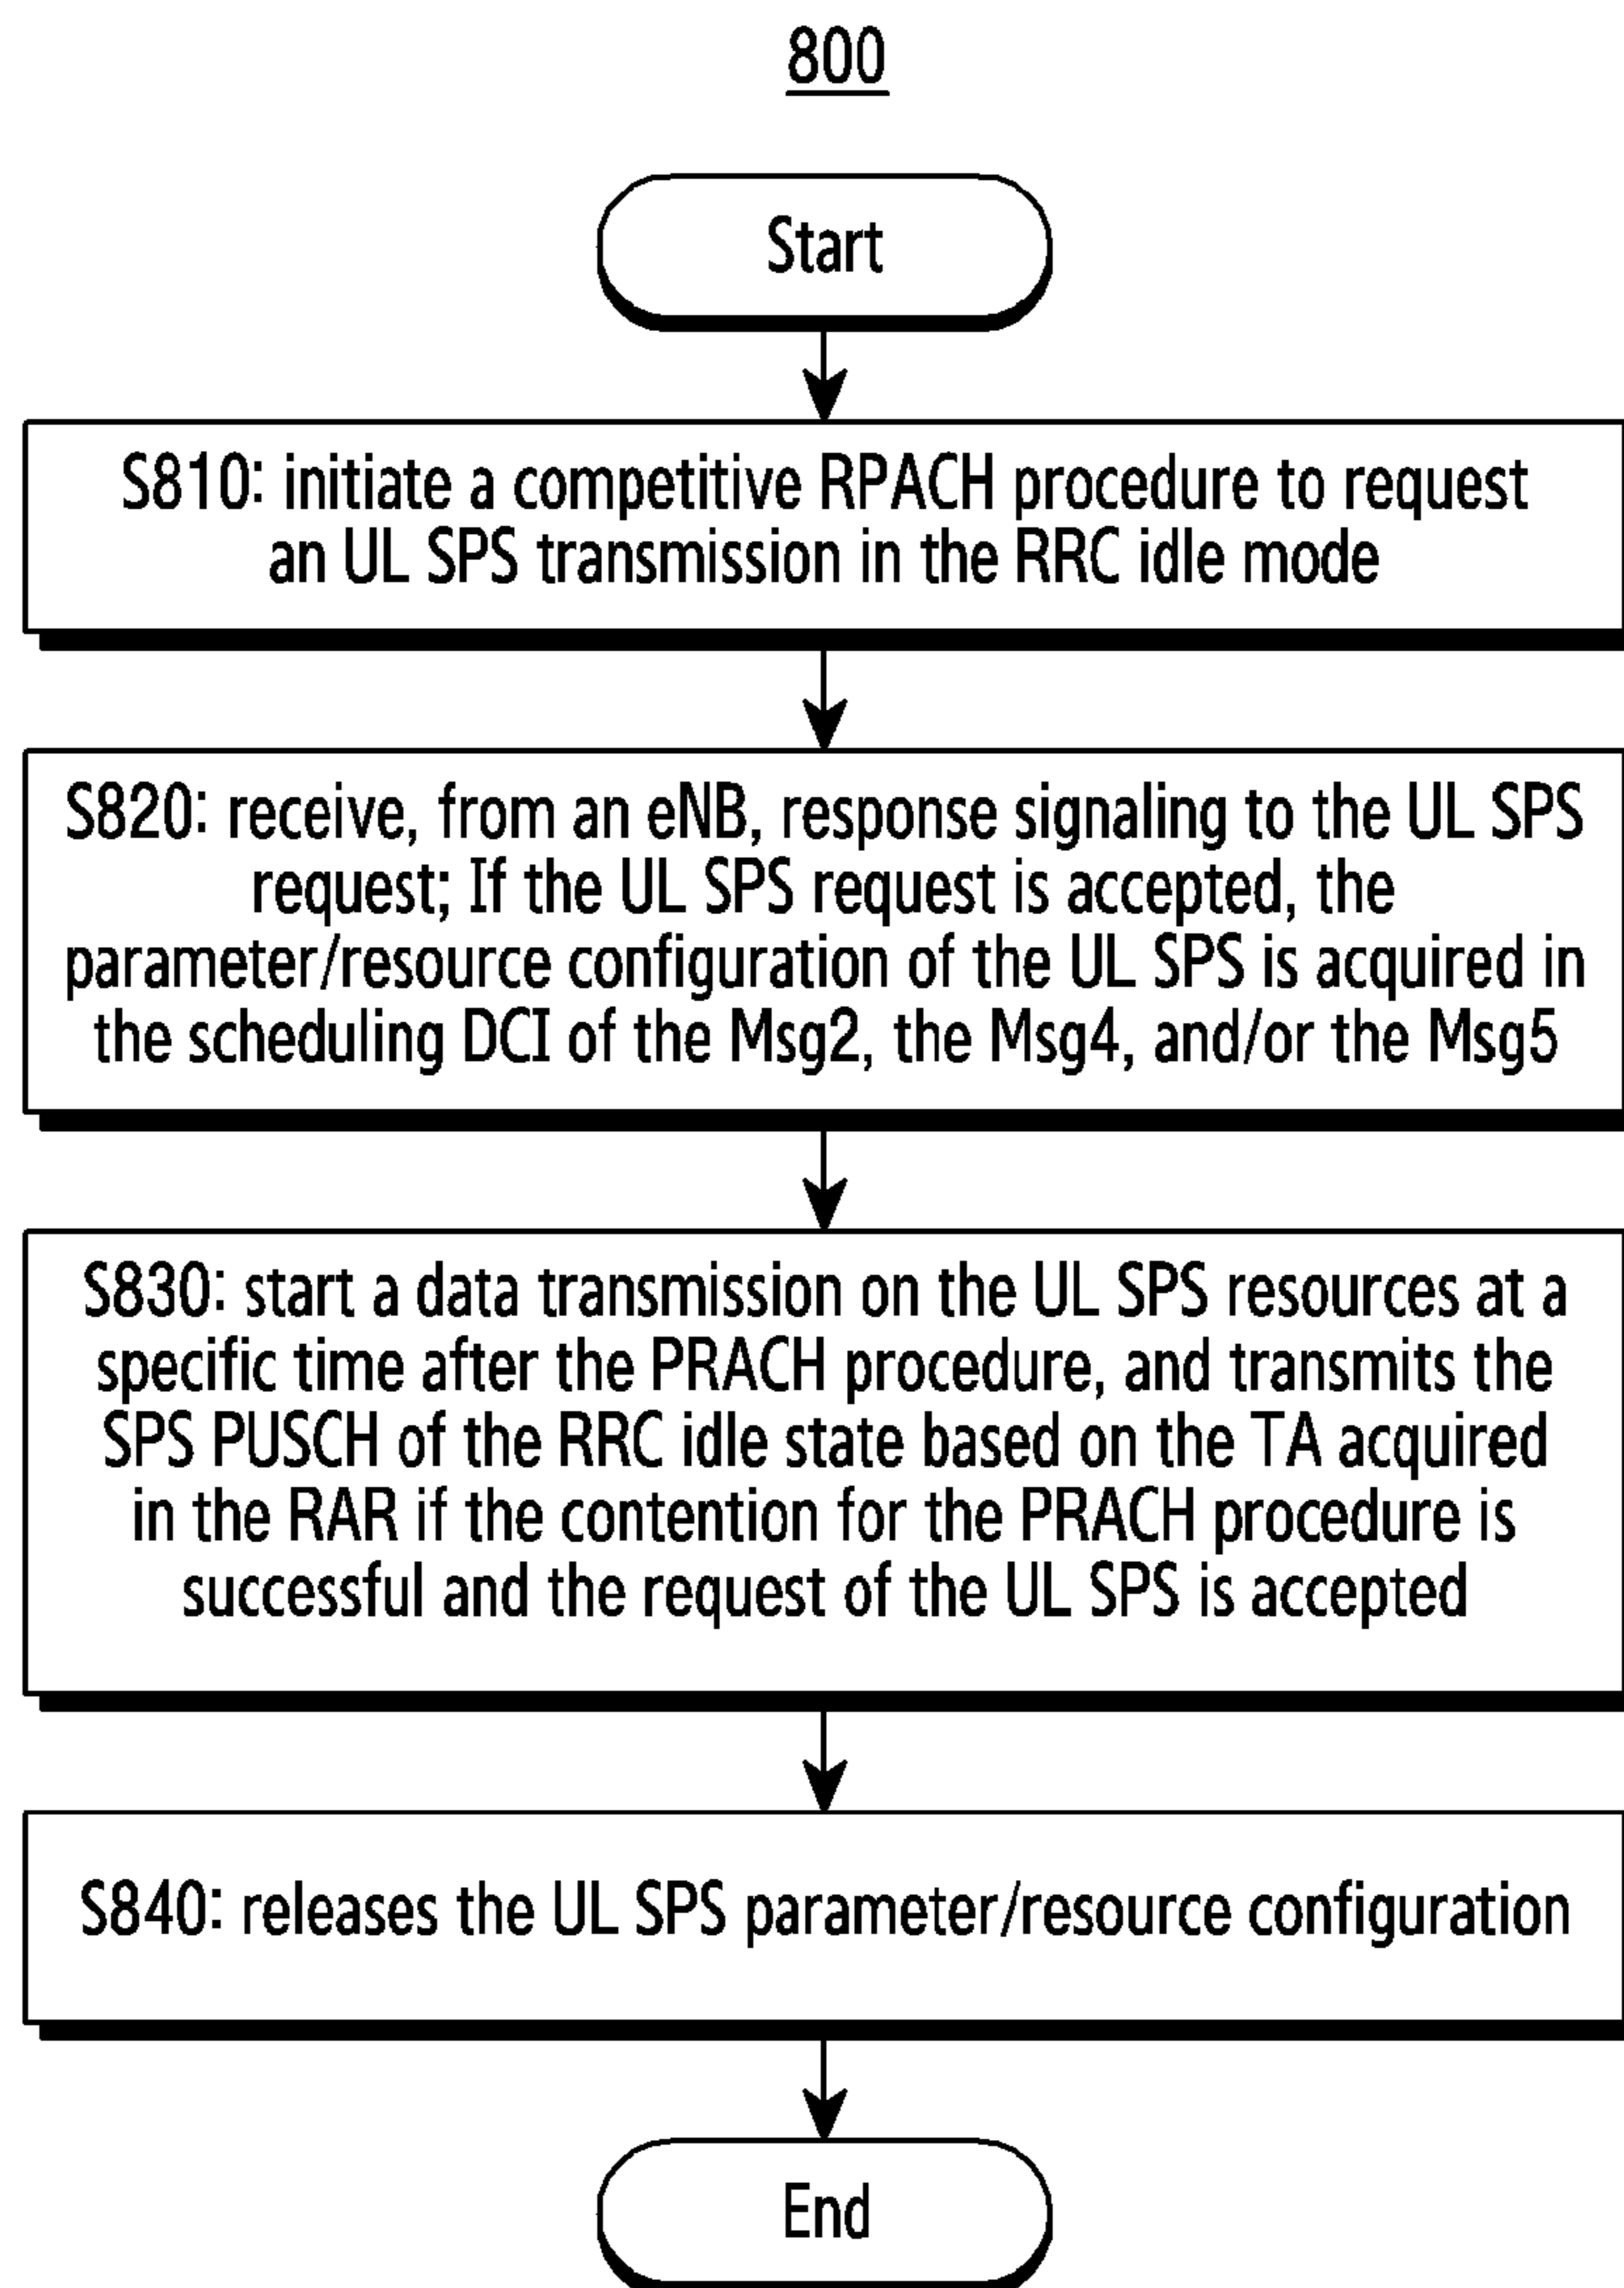 800
Start
S810: initiate a competitive RPACH procedure to request
an UL SPS transmission in the RRC idle mode
S820: receive, from an eNB, response signaling to the UL SPS
request; If the UL SPS request is accepted, the
parameter/resource configuration of the UL SPS is acquired in
the scheduling DCI of the Msg2, the Msg4, and/or the Msg5
S830: start a data transmission on the UL SPS resources at a
specific time after the PRACH procedure, and transmits the
SPS PUSCH of the RRC idle state based on the TA acquired
in the RAR if the contention for the PRACH procedure is
successful and the request of the UL SPS is accepted
S840: releases the UL SPS parameter/resource configuration
End